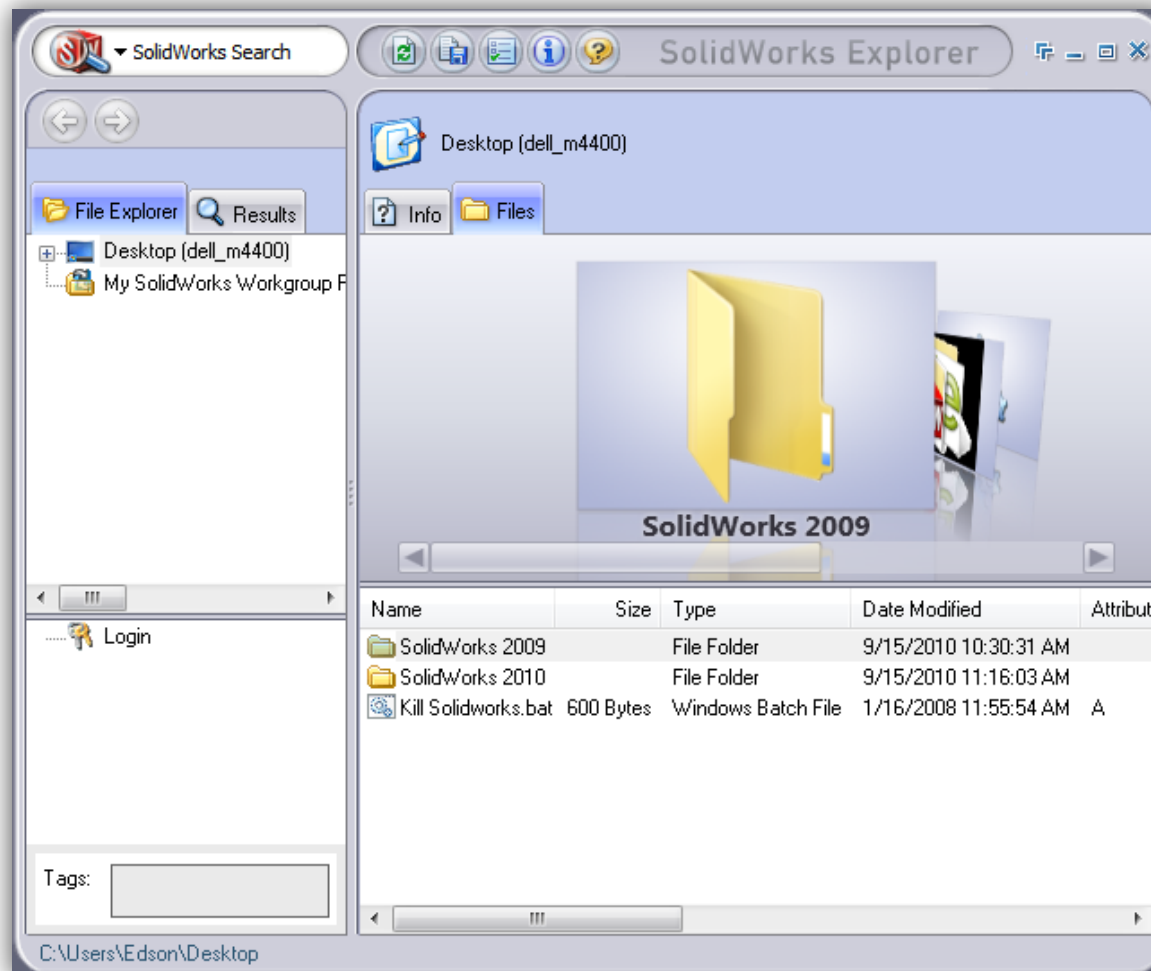 SolidWorks Search
SolidWorks Explorer
Desktop (dell_m4400)
File Explorer
Results
Info
Files
Desktop (dell_m4400)
My SolidWorks Workgroup
SolidWorks 2009
Name Size Type Date Modified Attribut
SolidWorks 2009 File Folder 9/15/2010 10:30:31 AM
SolidWorks 2010 File Folder 9/15/2010 11:16:03 AM
Kill Solidworks.bat 600 Bytes Windows Batch File 1/16/2008 11:55:54 AM A
Login
Tags:
C:\Users\Edson\Desktop